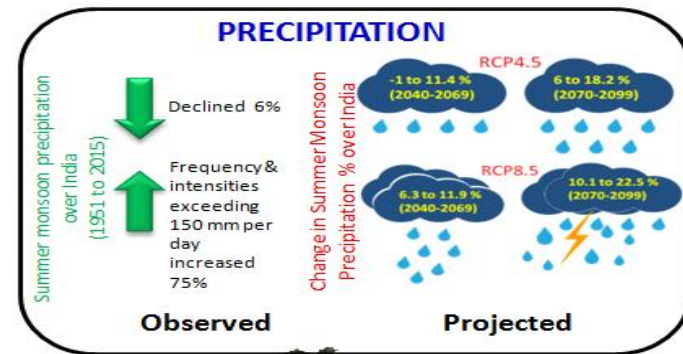 PRECIPITATION
Summer monsoon precipitation
over India
(1951 to 2015)
Declined 6%
Frequency &
intensities
exceeding
150 mm per
day
increased
75%
Observed
Change in Summer Monsoon
Precipitation % over India
RCP4.5
-1 to 11.4 %
(2040-2069)
6 to 18.2 %
(2070-2099)
RCP8.5
6.3 to 11.9 %
(2040-2069)
10.1 to 22.5 %
(2070-2099)
Projected